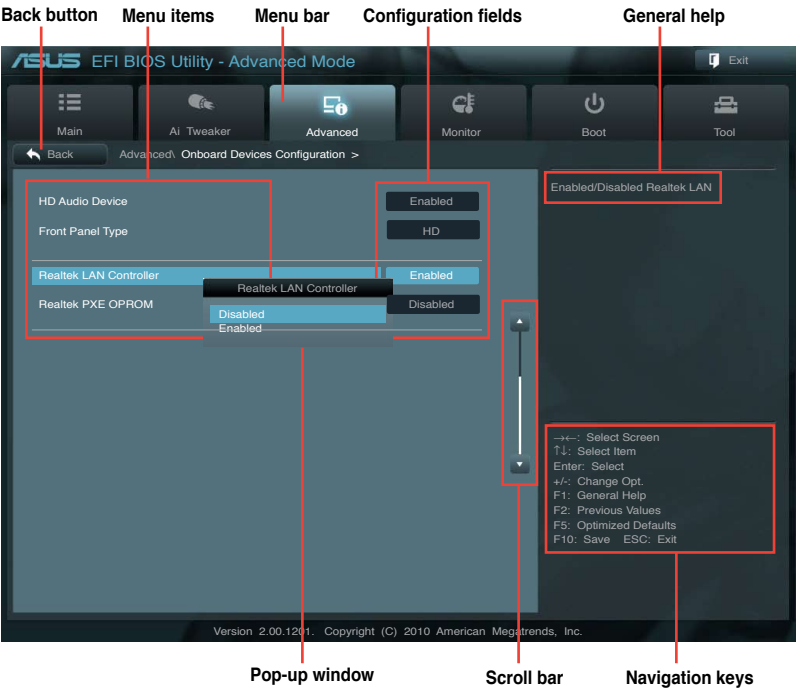 Back button Menu items Menu bar Configuration fields General help
ASUS EFI BIOS Utility - Advanced Mode Exit
Main Ai Tweaker Advanced Monitor Boot Tool
Back Advanced\ Onboard Devices Configuration >
Enabled/Disabled Realtek LAN
HD Audio Device Enabled
Front Panel Type HD
Realtek LAN Controller Enabled
Realtek LAN Controller
Realtek PXE OPROM Disabled
Disabled
Enabled
→←: Select Screen
↑↓: Select Item
Enter: Select
+/-: Change Opt.
F1: General Help
F2: Previous Values
F5: Optimized Defaults
F10: Save ESC: Exit
Version 2.00.1201. Copyright (C) 2010 American Megatrends, Inc.
Pop-up window Scroll bar Navigation keys